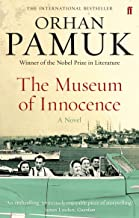 THE INTERNATIONAL BESTSELLER
ff
ORHAN
PAMUK
Winner of the Nobel Prize in Literature
The Museum
of Innocence
A Novel